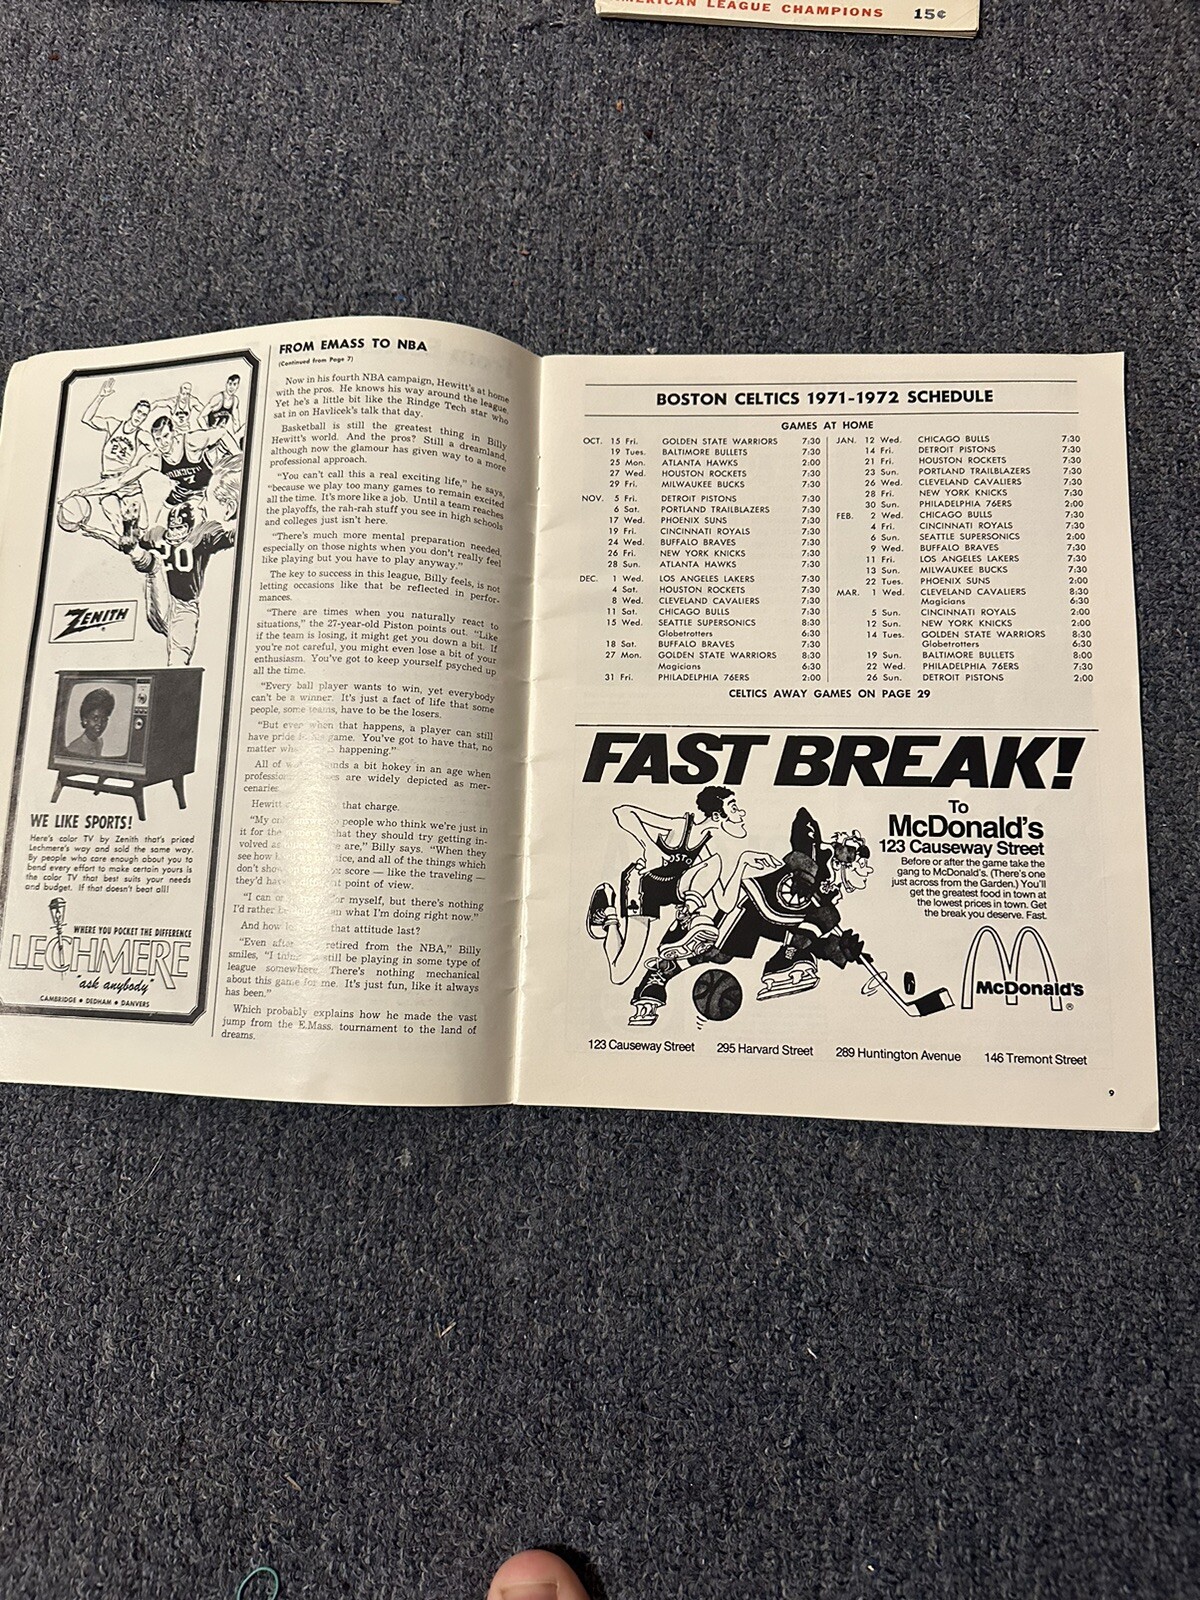 AMERICAN LEAGUE CHAMPIONS 15¢
FROM EMASS TO NBA
(Continued from Page 7)
Now in his fourth NBA campaign, Hewitt's at home
with the pros. He knows his way around the league.
Yet he's a little bit like the Rindge Tech star who
sat in on Havlicek's talk that day.
Basketball is still the greatest thing in Billy
Hewitt's world. And the pros? Still a dreamland,
although now the glamour has given way to a more
professional approach.
"You can't call this a real exciting life," he says,
"because we play too many games to remain excited
all the time. It's more like a job. Until a team reaches
the playoffs, the rah-rah stuff you see in high schools
and colleges just isn't here.
"There's much more mental preparation needed,
especially on those nights when you don't really feel
like playing but you have to play anyway."
The key to success in this league, Billy feels, is not
letting occasions like that be reflected in perfor-
mances.
"There are times when you naturally react to
situations," the 27-year-old Piston points out. "Like
if the team is losing, it might get you down a bit. If
you're not careful, you might even lose a bit of your
enthusiasm. You've got to keep yourself psyched up
all the time.
"Every ball player wants to win, yet everybody
can't be a winner. It's just a fact of life that some
people, some teams, have to be the losers.
"But even when that happens, a player can still
have pride in his game. You've got to have that, no
matter happening."
All of sounds a bit hokey in an age when
are widely depicted as mer-
cenaries.
Hewitt that charge.
"My people who think we're just in
it for the that they should try getting in-
volved as are," Billy says. "When they
see how and all of the things which
don't show score — like the traveling —
they'd have point of view.
"I can myself, but there's nothing
I'd rather what I'm doing right now."
And how that attitude last?
"Even after retired from the NBA," Billy
smiles, "I still be playing in some type of
league somewhere. There's nothing mechanical
about this game for me. It's just fun, like it always
has been."
Which probably explains how he made the vast
jump from the E.Mass. tournament to the land of
dreams.
ZENITH
WE LIKE SPORTS!
Here's color TV by Zenith that's priced
Lechmere's way and sold the same way.
By people who care enough about you to
bend every effort to make certain yours is
the color TV that best suits your needs
and budget. If that doesn't beat all!
WHERE YOU POCKET THE DIFFERENCE
LECHMERE
"ask anybody"
CAMBRIDGE • DEDHAM • DANVERS
20
BOSTON CELTICS 1971-1972 SCHEDULE
GAMES AT HOME
OCT. 15 Fri. GOLDEN STATE WARRIORS 7:30
19 Tues. BALTIMORE BULLETS 7:30
25 Mon. ATLANTA HAWKS 2:00
27 Wed. HOUSTON ROCKETS 7:30
29 Fri. MILWAUKEE BUCKS 7:30
NOV. 5 Fri. DETROIT PISTONS 7:30
6 Sat. PORTLAND TRAILBLAZERS 7:30
17 Wed. PHOENIX SUNS 7:30
19 Fri. CINCINNATI ROYALS 7:30
24 Wed. BUFFALO BRAVES 7:30
26 Fri. NEW YORK KNICKS 7:30
28 Sun. ATLANTA HAWKS 7:30
DEC. 1 Wed. LOS ANGELES LAKERS 7:30
4 Sat. HOUSTON ROCKETS 7:30
8 Wed. CLEVELAND CAVALIERS 7:30
11 Sat. CHICAGO BULLS 7:30
15 Wed. SEATTLE SUPERSONICS 8:30
Globetrotters 6:30
18 Sat. BUFFALO BRAVES 7:30
27 Mon. GOLDEN STATE WARRIORS 8:30
Magicians 6:30
31 Fri. PHILADELPHIA 76ERS 2:00
JAN. 12 Wed. CHICAGO BULLS 7:30
14 Fri. DETROIT PISTONS 7:30
21 Fri. HOUSTON ROCKETS 7:30
23 Sun. PORTLAND TRAILBLAZERS 7:30
26 Wed. CLEVELAND CAVALIERS 7:30
28 Fri. NEW YORK KNICKS 7:30
30 Sun. PHILADELPHIA 76ERS 2:00
FEB. 2 Wed. CHICAGO BULLS 7:30
4 Fri. CINCINNATI ROYALS 7:30
6 Sun. SEATTLE SUPERSONICS 2:00
9 Wed. BUFFALO BRAVES 7:30
11 Fri. LOS ANGELES LAKERS 7:30
13 Sun. MILWAUKEE BUCKS 7:30
22 Tues. PHOENIX SUNS 2:00
MAR. 1 Wed. CLEVELAND CAVALIERS 8:30
Magicians 6:30
5 Sun. CINCINNATI ROYALS 2:00
12 Sun. NEW YORK KNICKS 2:00
14 Tues. GOLDEN STATE WARRIORS 8:30
Globetrotters 6:30
19 Sun. BALTIMORE BULLETS 8:00
22 Wed. PHILADELPHIA 76ERS 7:30
26 Sun. DETROIT PISTONS 2:00
CELTICS AWAY GAMES ON PAGE 29
FAST BREAK!
To
McDonald's
123 Causeway Street
Before or after the game take the
gang to McDonald's. (There's one
just across from the Garden.) You'll
get the greatest food in town at
the lowest prices in town. Get
the break you deserve. Fast.
BOSTON
McDonald's
®
123 Causeway Street 295 Harvard Street 289 Huntington Avenue 146 Tremont Street
9